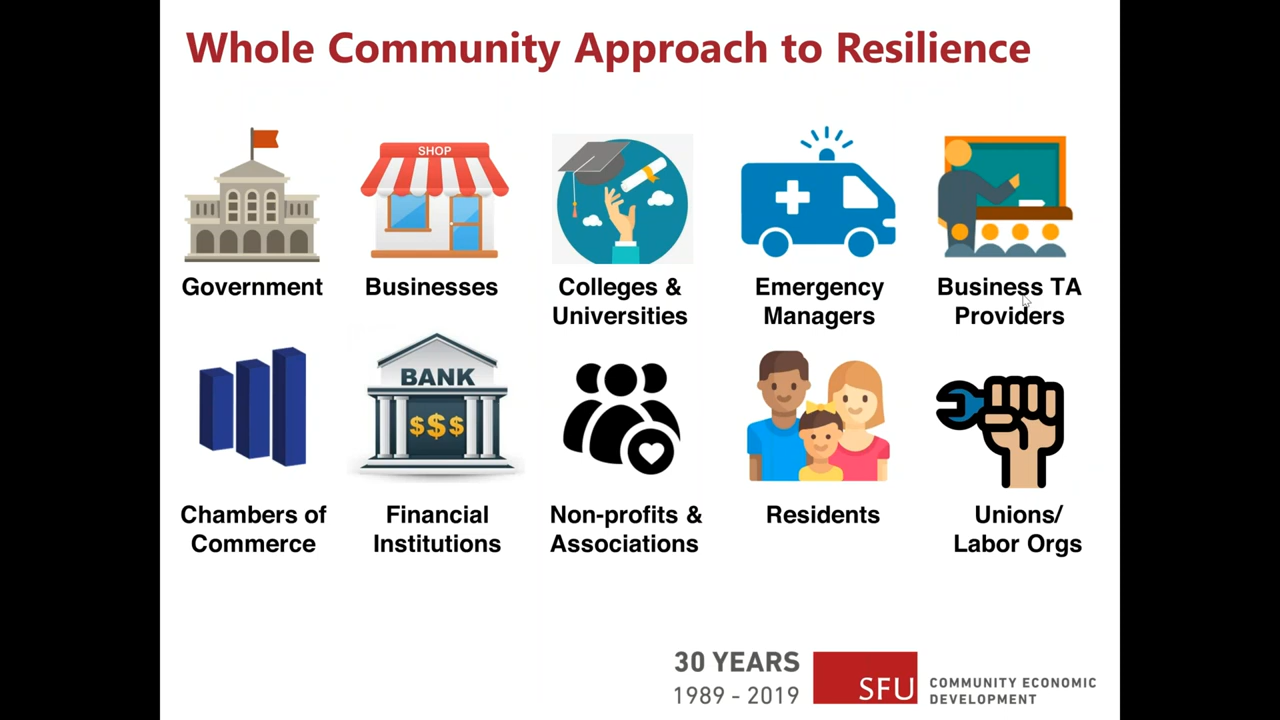 Whole Community Approach to Resilience
SHOP
Government
Businesses
Colleges &
Universities
Emergency
Managers
Business TA
Providers
BANK
$$$
Chambers of
Commerce
Financial
Institutions
Non-profits &
Associations
Residents
Unions/
Labor Orgs
30 YEARS
1989 - 2019
SFU
COMMUNITY ECONOMIC
DEVELOPMENT